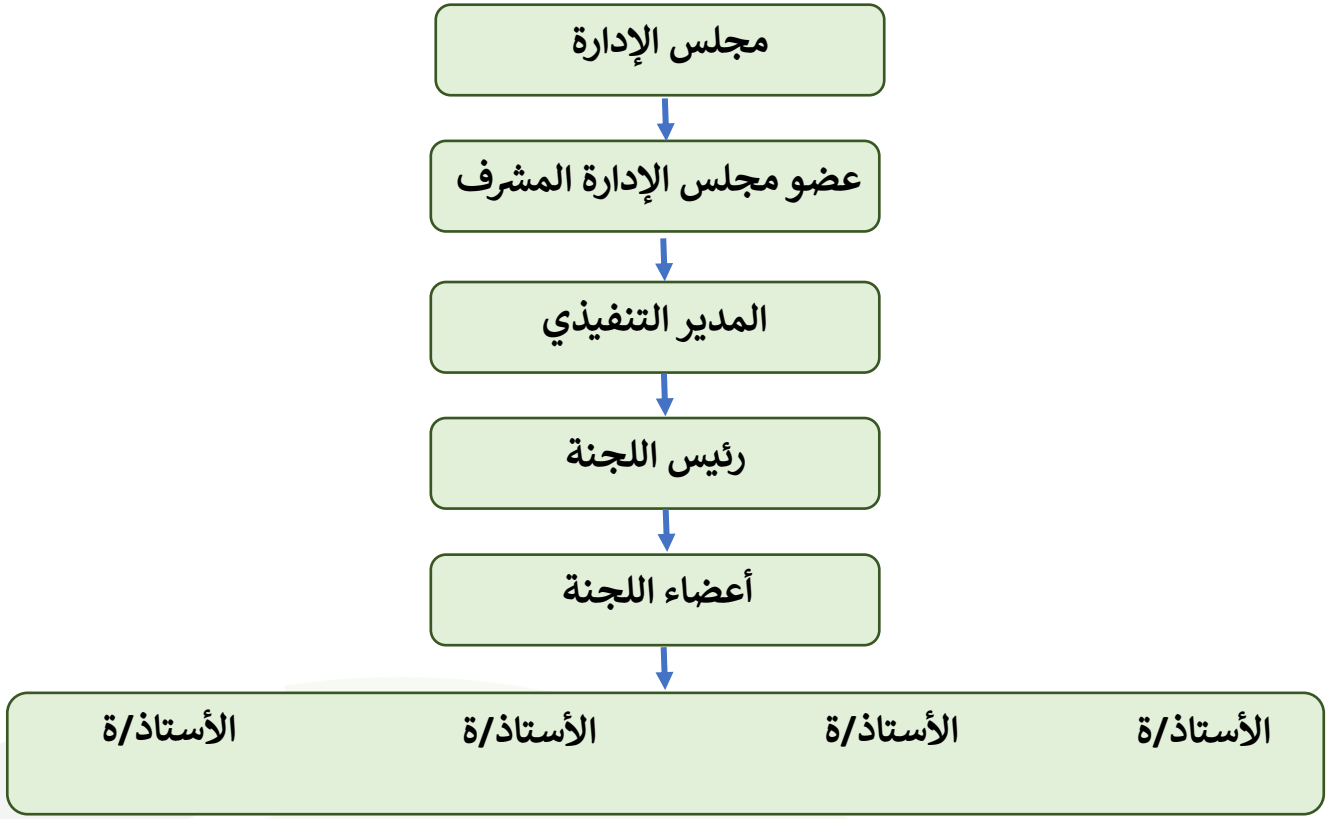 مجلس الإدارة
عضو مجلس الإدارة المشرف
المدير التنفيذي
رئيس اللجنة
أعضاء اللجنة
الأستاذ/ة الأستاذ/ة الأستاذ/ة الأستاذ/ة